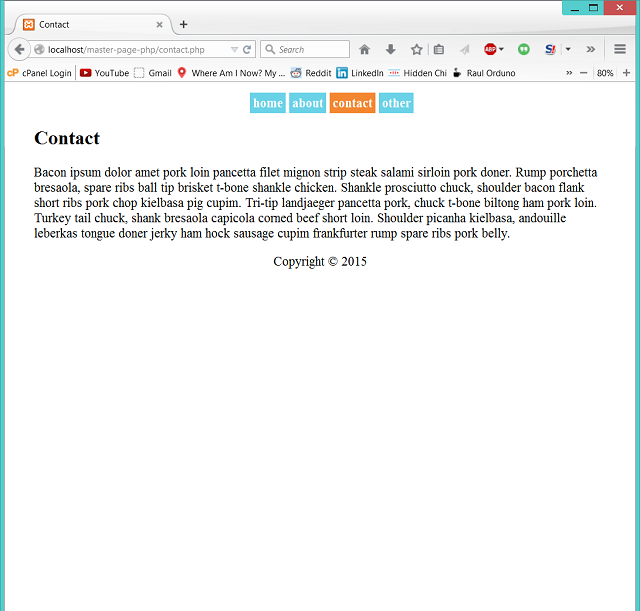 Contact
localhost/master-page-php/contact.php
Search
ABP
cP cPanel Login
YouTube
Gmail
Where Am I Now? My ...
Reddit
in LinkedIn
Hidden Chi
Raul Orduno
80%
home about contact other
Contact
Bacon ipsum dolor amet pork loin pancetta filet mignon strip steak salami sirloin pork doner. Rump porchetta
bresaola, spare ribs ball tip brisket t-bone shankle chicken. Shankle prosciutto chuck, shoulder bacon flank
short ribs pork chop kielbasa pig cupim. Tri-tip landjaeger pancetta pork, chuck t-bone biltong ham pork loin.
Turkey tail chuck, shank bresaola capicola corned beef short loin. Shoulder picanha kielbasa, andouille
leberkas tongue doner jerky ham hock sausage cupim frankfurter rump spare ribs pork belly.
Copyright © 2015